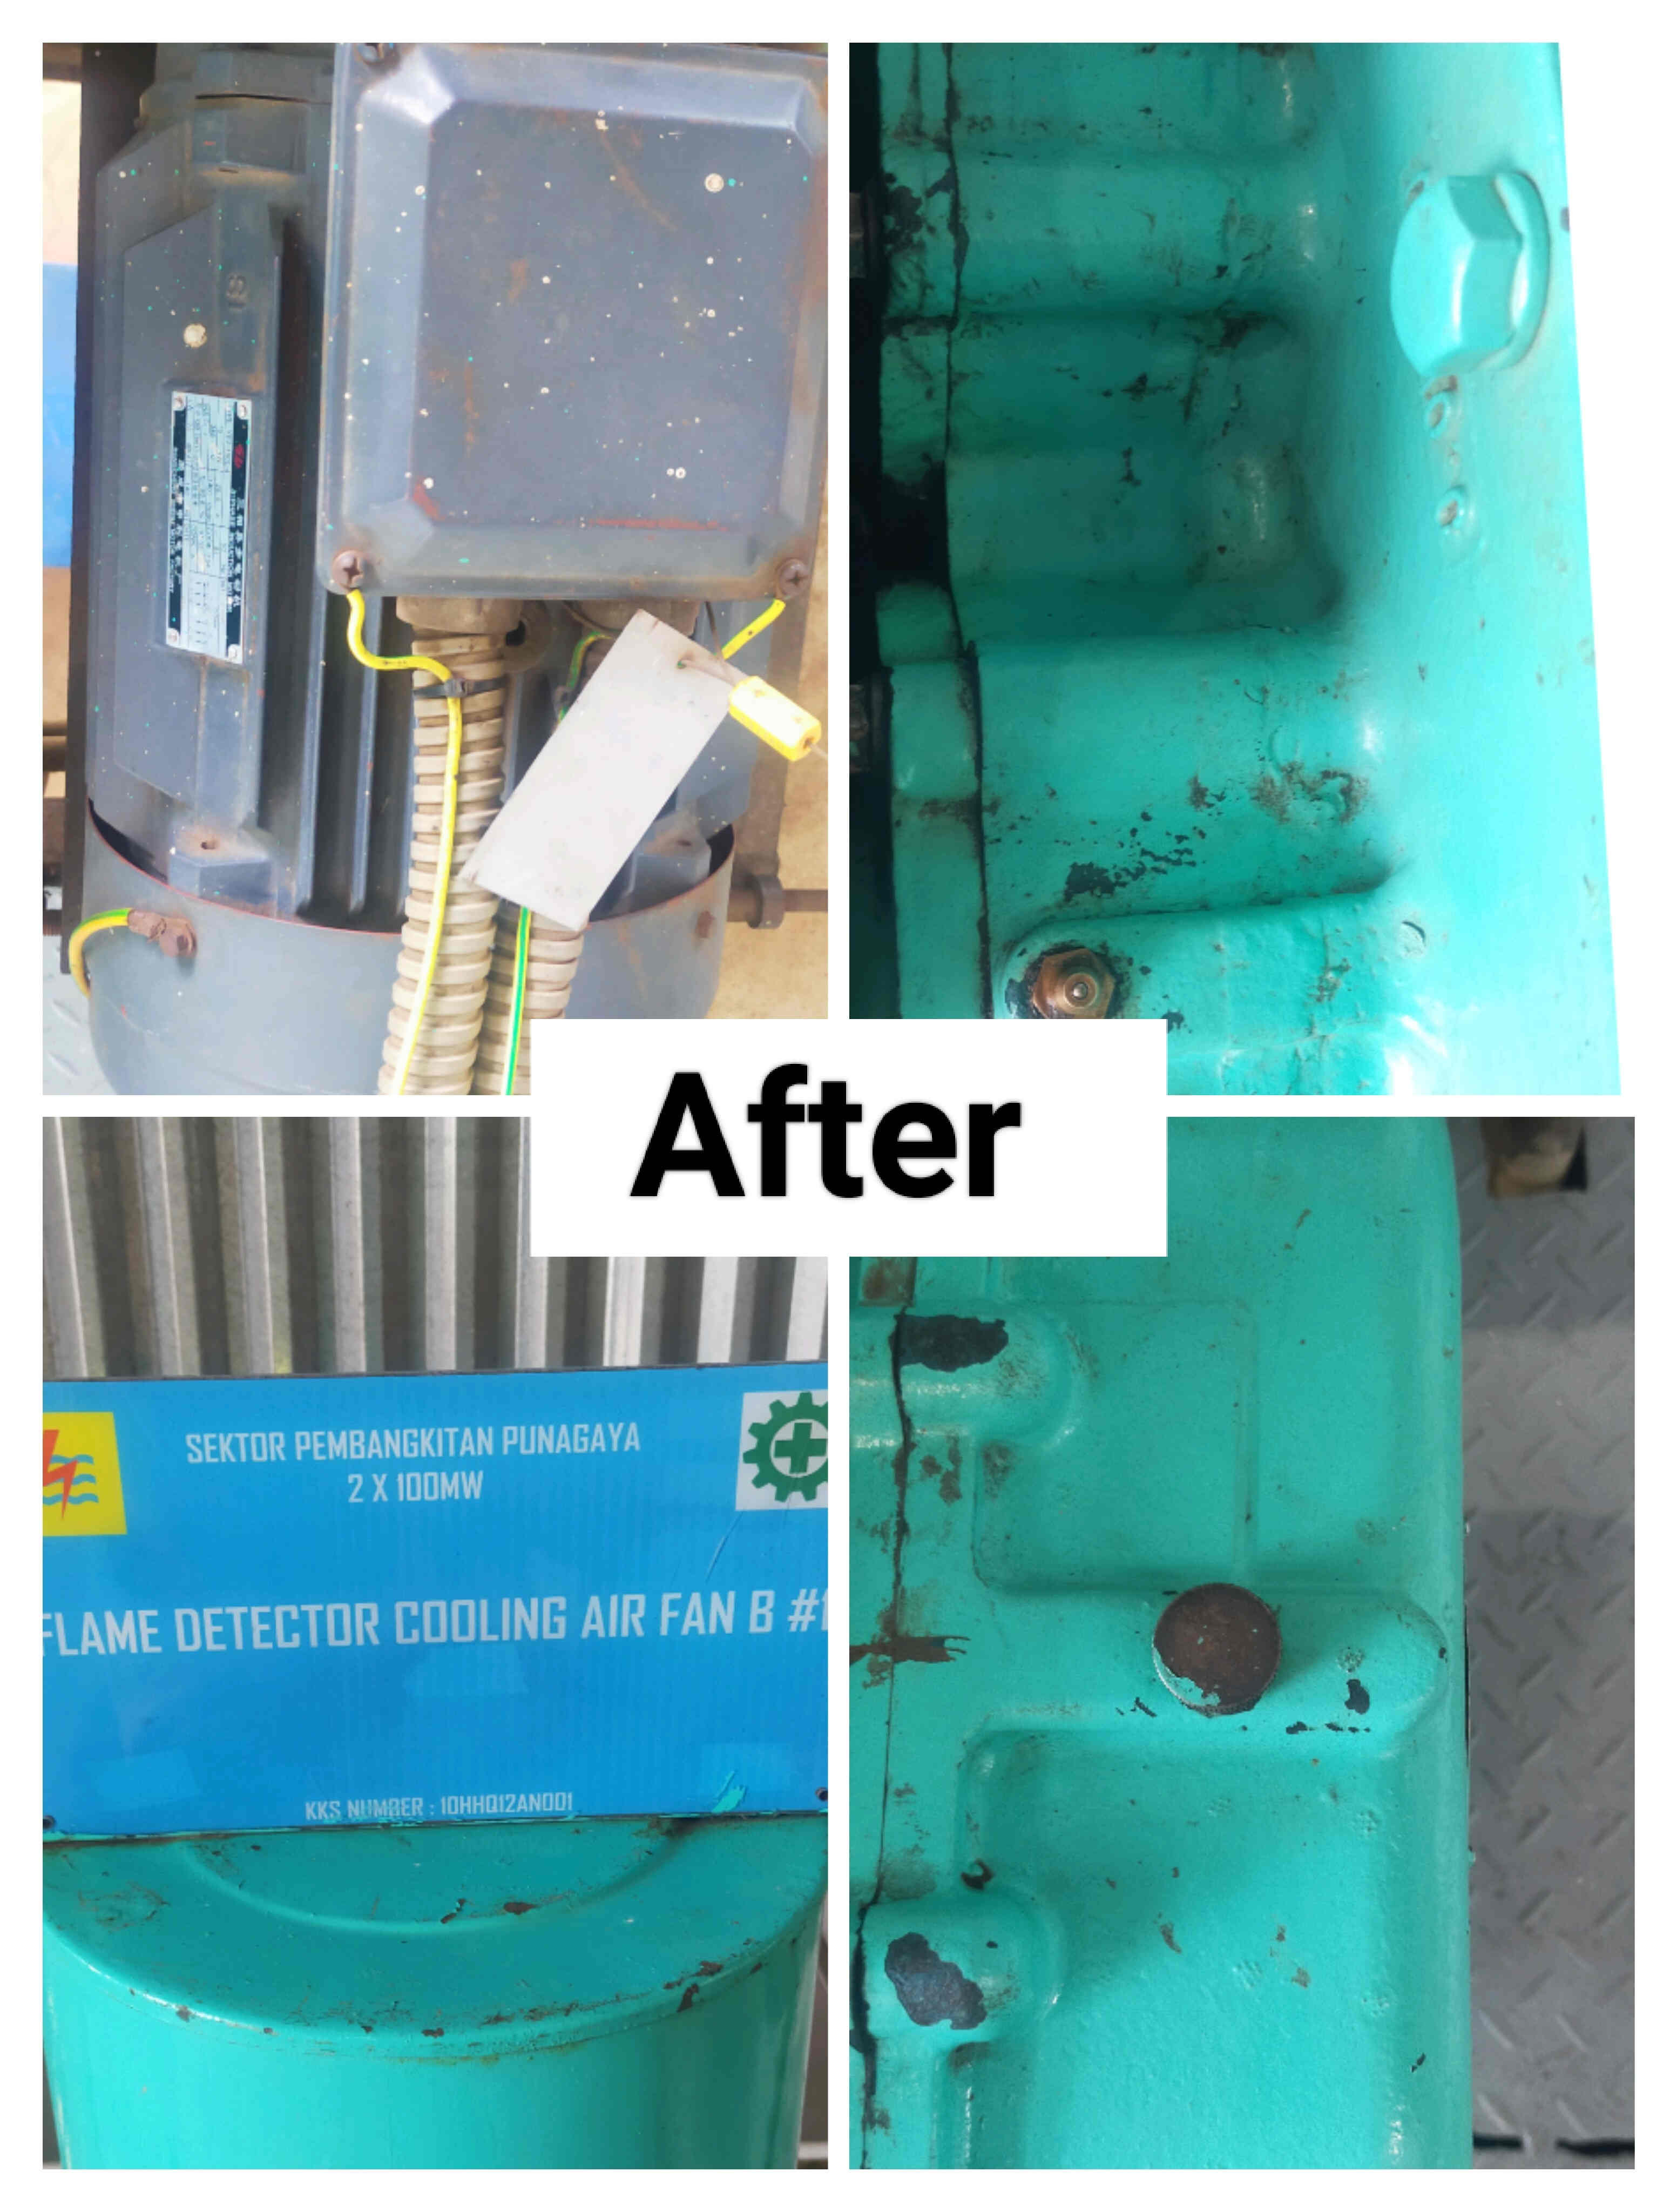 After
SEKTOR PEMBANGKITAN PUNAGAYA
2 X 100MW
FLAME DETECTOR COOLING AIR FAN B #1
KKS NUMBER : 10HHQ12AN001